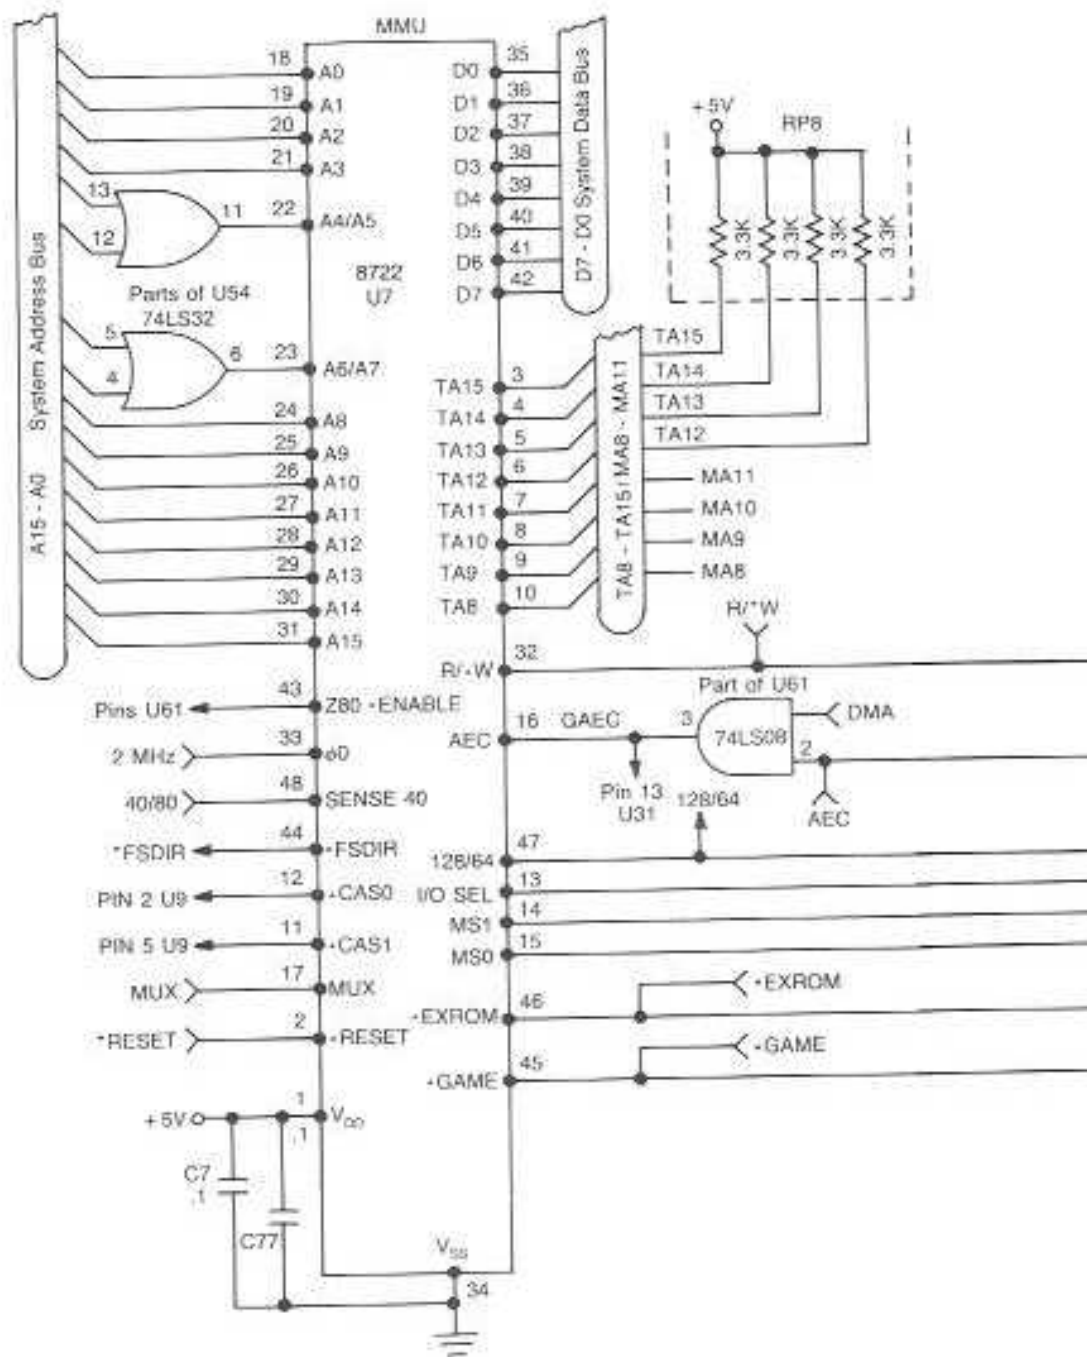 MMU
System Address Bus
A15 - A0
18 A0
19 A1
20 A2
21 A3
13
12
11
22 A4/A5
Parts of U54
74LS32
5
4
6
23 A6/A7
24 A8
25 A9
26 A10
27 A11
28 A12
29 A13
30 A14
31 A15
8722
U7
D0 35
D1 36
D2 37
D3 38
D4 39
D5 40
D6 41
D7 42
D7 - D0 System Data Bus
+5V
RP8
3.3K
3.3K
3.3K
3.3K
TA15 3
TA14 4
TA13 5
TA12 6
TA11 7
TA10 8
TA9 9
TA8 10
TA8 - TA15 / MA8 - MA11
TA15
TA14
TA13
TA12
MA11
MA10
MA9
MA8
R/*W
R/*W 32
Part of U61
AEC 16 GAEC 3 74LS08 DMA
2
Pin 13
U31
128/64
AEC
Pins U61 43 Z80 *ENABLE
2 MHz 33 ø0
40/80 48 SENSE 40
*FSDIR 44 *FSDIR
PIN 2 U9 12 *CAS0
PIN 5 U9 11 *CAS1
MUX 17 MUX
*RESET 2 *RESET
128/64 47
I/O SEL 13
MS1 14
MS0 15
*EXROM 46 *EXROM
*GAME 45 *GAME
+5V 1 VDD
.1
C7
.1
C77
VSS
34